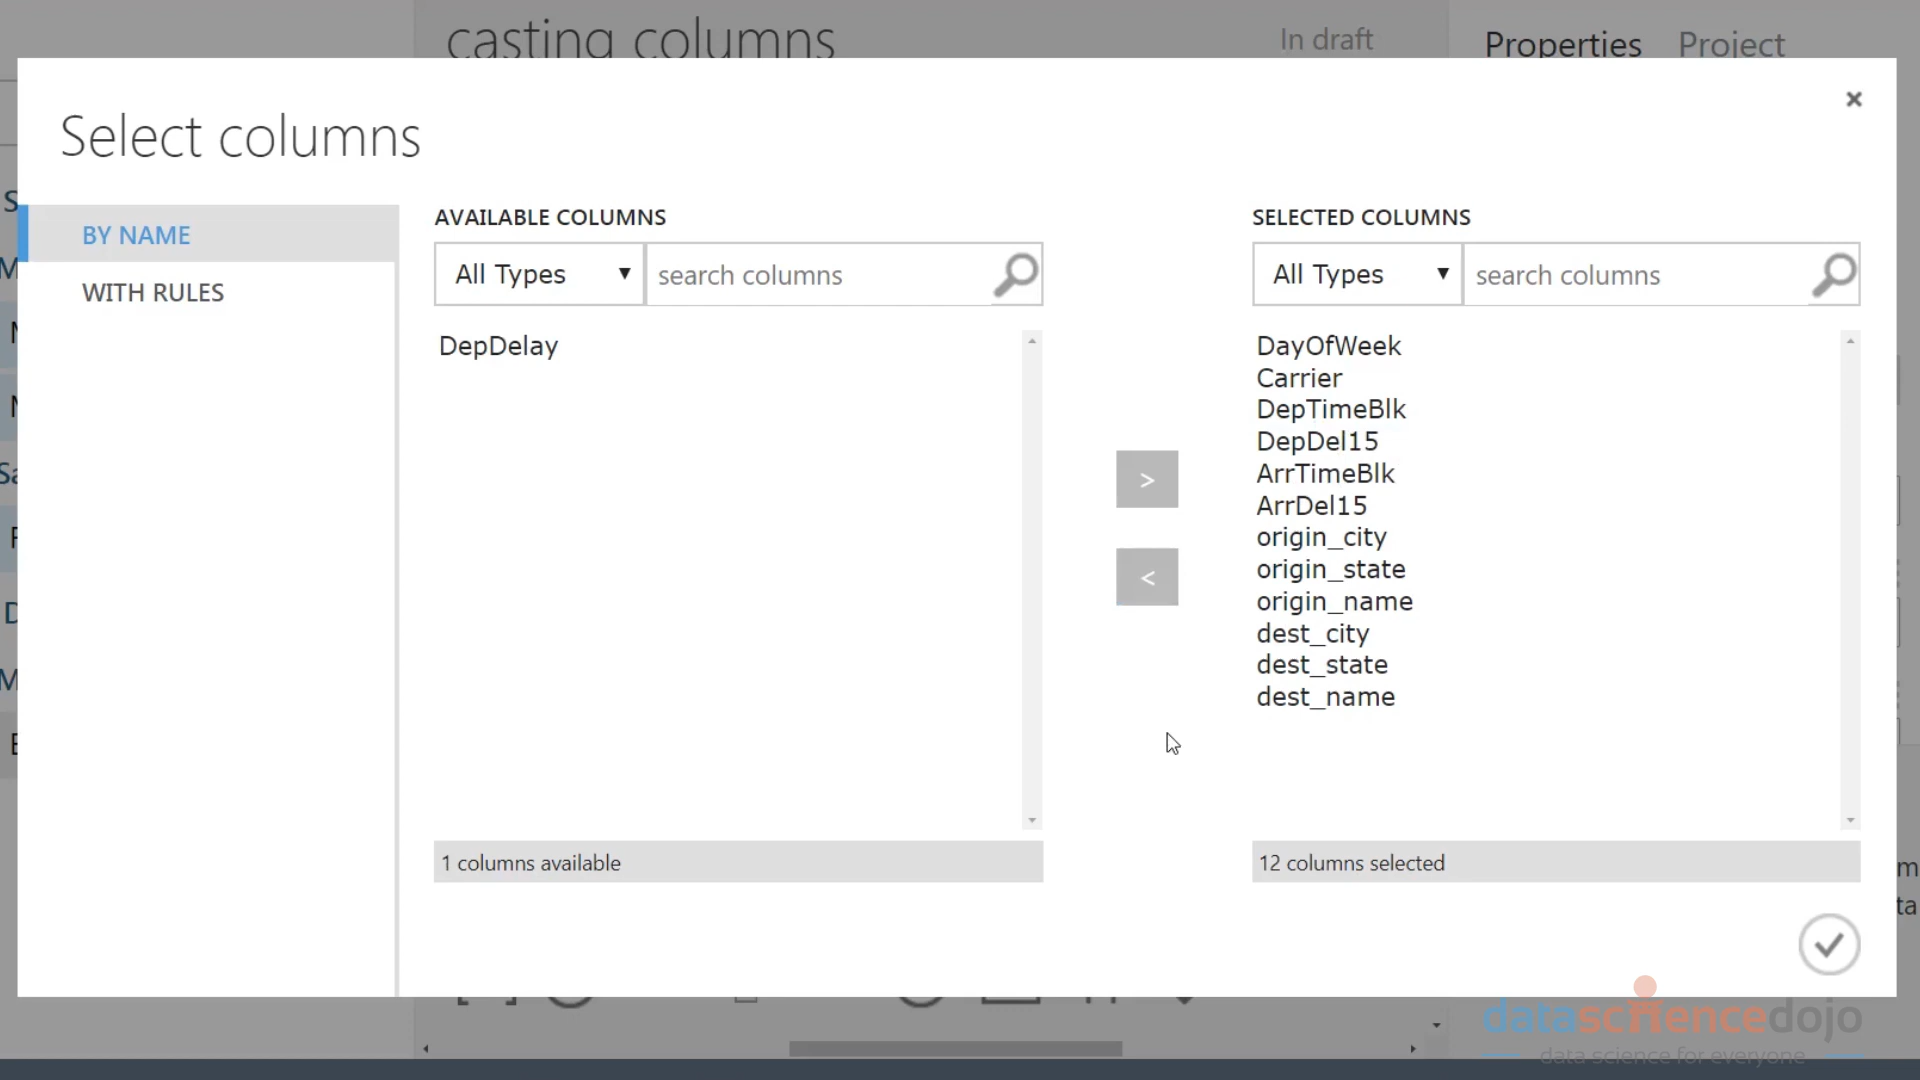 casting columns
In draft
Properties Project
Select columns
BY NAME
WITH RULES
AVAILABLE COLUMNS
All Types
search columns
DepDelay
1 columns available
>
<
SELECTED COLUMNS
All Types
search columns
DayOfWeek
Carrier
DepTimeBlk
DepDel15
ArrTimeBlk
ArrDel15
origin_city
origin_state
origin_name
dest_city
dest_state
dest_name
12 columns selected
datasciencedojo
data science for everyone